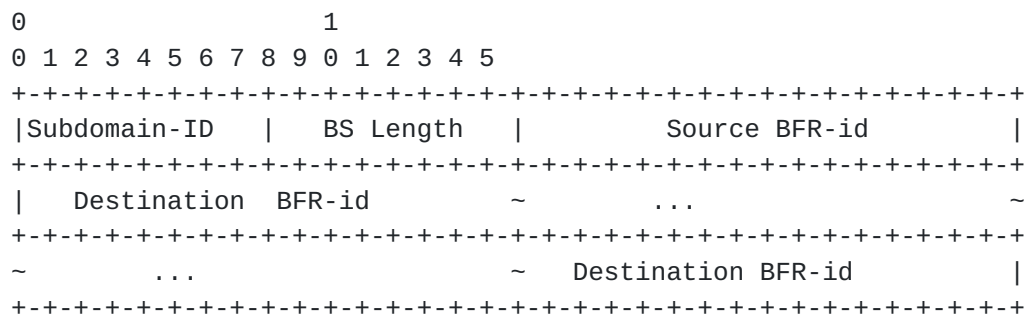 0                   1
0 1 2 3 4 5 6 7 8 9 0 1 2 3 4 5
+-+-+-+-+-+-+-+-+-+-+-+-+-+-+-+-+-+-+-+-+-+-+-+-+-+-+-+-+-+-+-+-+
|Subdomain-ID   |   BS Length   |         Source BFR-id         |
+-+-+-+-+-+-+-+-+-+-+-+-+-+-+-+-+-+-+-+-+-+-+-+-+-+-+-+-+-+-+-+-+
|   Destination  BFR-id         ~        ...                    ~
+-+-+-+-+-+-+-+-+-+-+-+-+-+-+-+-+-+-+-+-+-+-+-+-+-+-+-+-+-+-+-+-+
~        ...                    ~   Destination BFR-id          |
+-+-+-+-+-+-+-+-+-+-+-+-+-+-+-+-+-+-+-+-+-+-+-+-+-+-+-+-+-+-+-+-+